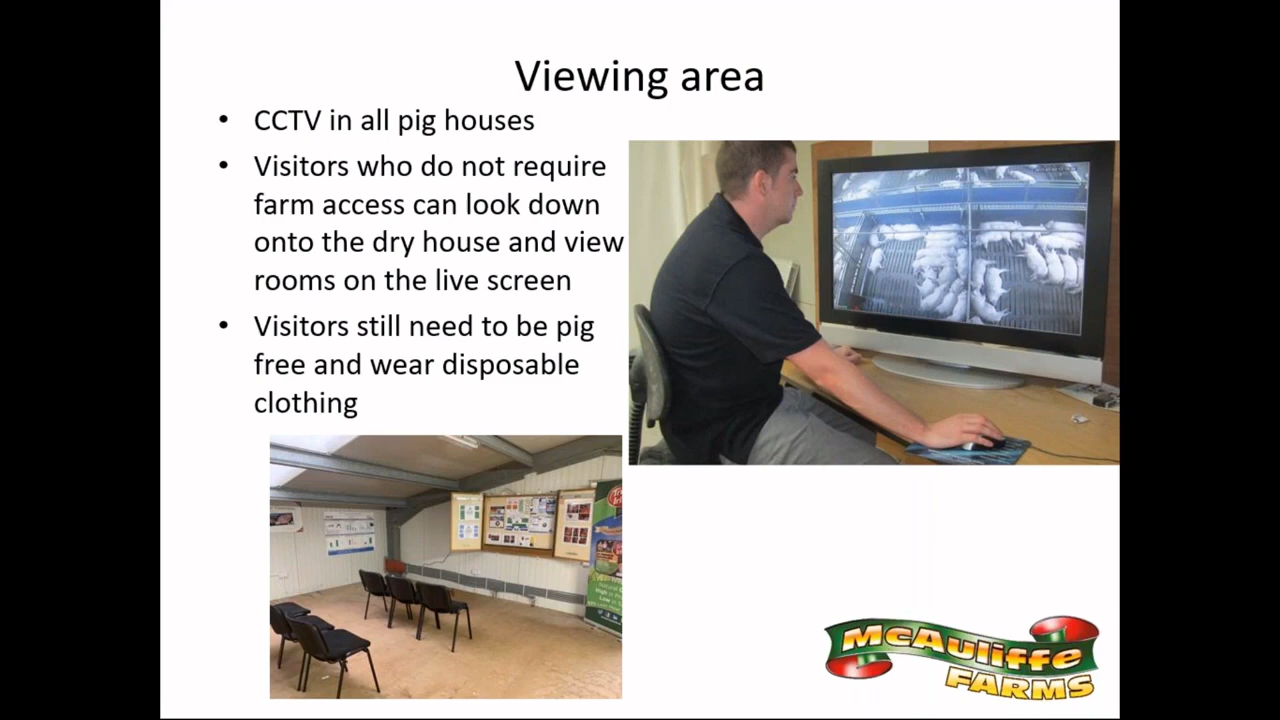 Viewing area
• CCTV in all pig houses
• Visitors who do not require
farm access can look down
onto the dry house and view
rooms on the live screen
• Visitors still need to be pig
free and wear disposable
clothing
McAuliffe
FARMS